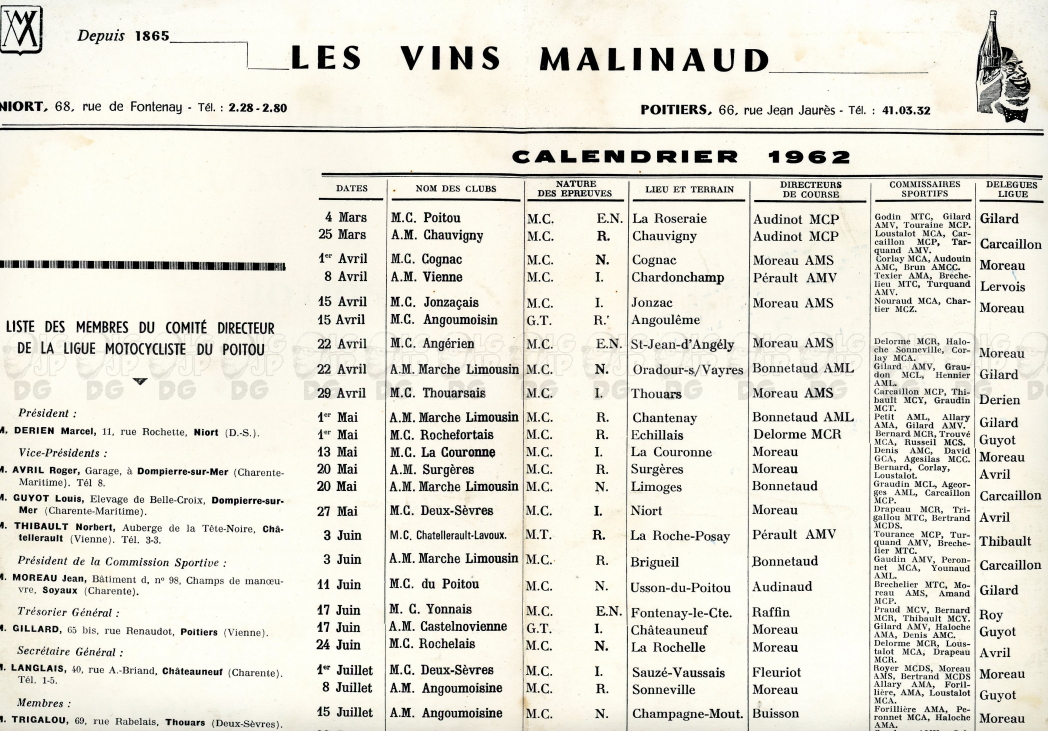 Depuis 1865
LES VINS MALINAUD
NIORT, 68, rue de Fontenay - Tél. : 2.28 - 2.80
POITIERS, 66, rue Jean Jaurès - Tél. : 41.03.32
CALENDRIER 1962
LISTE DES MEMBRES DU COMITÉ DIRECTEUR
DE LA LIGUE MOTOCYCLISTE DU POITOU
Président :
M. DERIEN Marcel, 11, rue Rochette, Niort (D.-S.).
Vice-Présidents :
M. AVRIL Roger, Garage, à Dompierre-sur-Mer (Charente-
Maritime). Tél 8.
M. GUYOT Louis, Elevage de Belle-Croix, Dompierre-sur-
Mer (Charente-Maritime).
M. THIBAULT Norbert, Auberge de la Tête-Noire, Châ-
tellerault (Vienne). Tél. 3-3.
Président de la Commission Sportive :
M. MOREAU Jean, Bâtiment d, nº 98, Champs de manœu-
vre, Soyaux (Charente).
Trésorier Général :
M. GILLARD, 65 bis, rue Renaudot, Poitiers (Vienne).
Secrétaire Général :
M. LANGLAIS, 40, rue A.-Briand, Châteauneuf (Charente).
Tél. 1-5.
Membres :
M. TRIGALOU, 69, rue Rabelais, Thouars (Deux-Sèvres).
DATES NOM DES CLUBS NATURE DES EPREUVES LIEU ET TERRAIN DIRECTEURS DE COURSE COMMISSAIRES SPORTIFS DELEGUES LIGUE
4 Mars M.C. Poitou M.C. E.N. La Roseraie Audinot MCP Godin MTC, Gilard AMV, Touraine MCP. Gilard
25 Mars A.M. Chauvigny M.C. R. Chauvigny Audinot MCP Loustalot MCA, Carcaillon MCP, Tarquand AMV. Carcaillon
1er Avril M.C. Cognac M.C. N. Cognac Moreau AMS Corlay MCA, Audouin AMC, Brun AMCC. Moreau
8 Avril A.M. Vienne M.C. I. Chardonchamp Pérault AMV Texier AMA, Brechelieu MTC, Turquand AMV. Lervois
15 Avril M.C. Jonzaçais M.C. I. Jonzac Moreau AMS Nouraud MCA, Chartier MCZ. Moreau
15 Avril M.C. Angoumoisin G.T. R. Angoulême
22 Avril M.C. Angérien M.C. E.N. St-Jean-d'Angély Moreau AMS Delorme MCR, Haloche Sonneville, Corlay MCA. Moreau
22 Avril A.M. Marche Limousin M.C. N. Oradour-s/Vayres Bonnetaud AML Gilard AMV, Graudon MCL, Hennier AML. Gilard
29 Avril M.C. Thouarsais M.C. I. Thouars Moreau AMS Carcaillon MCP, Thibault MCY, Graudin MCT. Derien
1er Mai A.M. Marche Limousin M.C. R. Chantenay Bonnetaud AML Petit AML, Allary AMA, Gilard AMV. Gilard
1er Mai M.C. Rochefortais M.C. R. Echillais Delorme MCR Bernard MCR, Trouvé MCA, Russeil MCS. Guyot
13 Mai M.C. La Couronne M.C. I. La Couronne Moreau Denis AMC, David GCA, Agesilas MCC. Moreau
20 Mai A.M. Surgères M.C. R. Surgères Moreau Bernard, Corlay, Loustalot. Avril
20 Mai A.M. Marche Limousin M.C. N. Limoges Bonnetaud Graudin MCL, Ageorges AML, Carcaillon MCP. Carcaillon
27 Mai M.C. Deux-Sèvres M.C. I. Niort Moreau Drapeau MCR, Trigallou MTC, Bertrand MCDS. Avril
3 Juin M.C. Chatellerault-Lavoux. M.T. R. La Roche-Posay Pérault AMV Tourance MCP, Turquand AMV, Brechelier MTC. Thibault
3 Juin A.M. Marche Limousin M.C. R. Brigueil Bonnetaud Gaudin AMV, Peronnet MCA, Younaud AML. Carcaillon
11 Juin M.C. du Poitou M.C. N. Usson-du-Poitou Audinaud Brechelier MTC, Moreau AMS, Amand MCP. Gilard
17 Juin M. C. Yonnais M.C. E.N. Fontenay-le-Cte. Raffin Praud MCV, Bernard MCR, Thibault MCY. Roy
17 Juin A.M. Castelnovienne G.T. I. Châteauneuf Moreau Gilard AMV, Haloche AMA, Denis AMC. Guyot
24 Juin M.C. Rochelais M.C. N. La Rochelle Moreau Delorme MCR, Loustalot MCA, Drapeau MCR. Avril
1er Juillet M.C. Deux-Sèvres M.C. I. Sauzé-Vaussais Fleuriot Royer MCDS, Moreau AMS, Bertrand MCDS Moreau
8 Juillet A.M. Angoumoisine M.C. R. Sonneville Moreau Allary AMA, Forillière, AMA, Loustalot MCA. Guyot
15 Juillet A.M. Angoumoisine M.C. N. Champagne-Mout. Buisson Forillière AMA, Peronnet MCA, Haloche AMA. Moreau